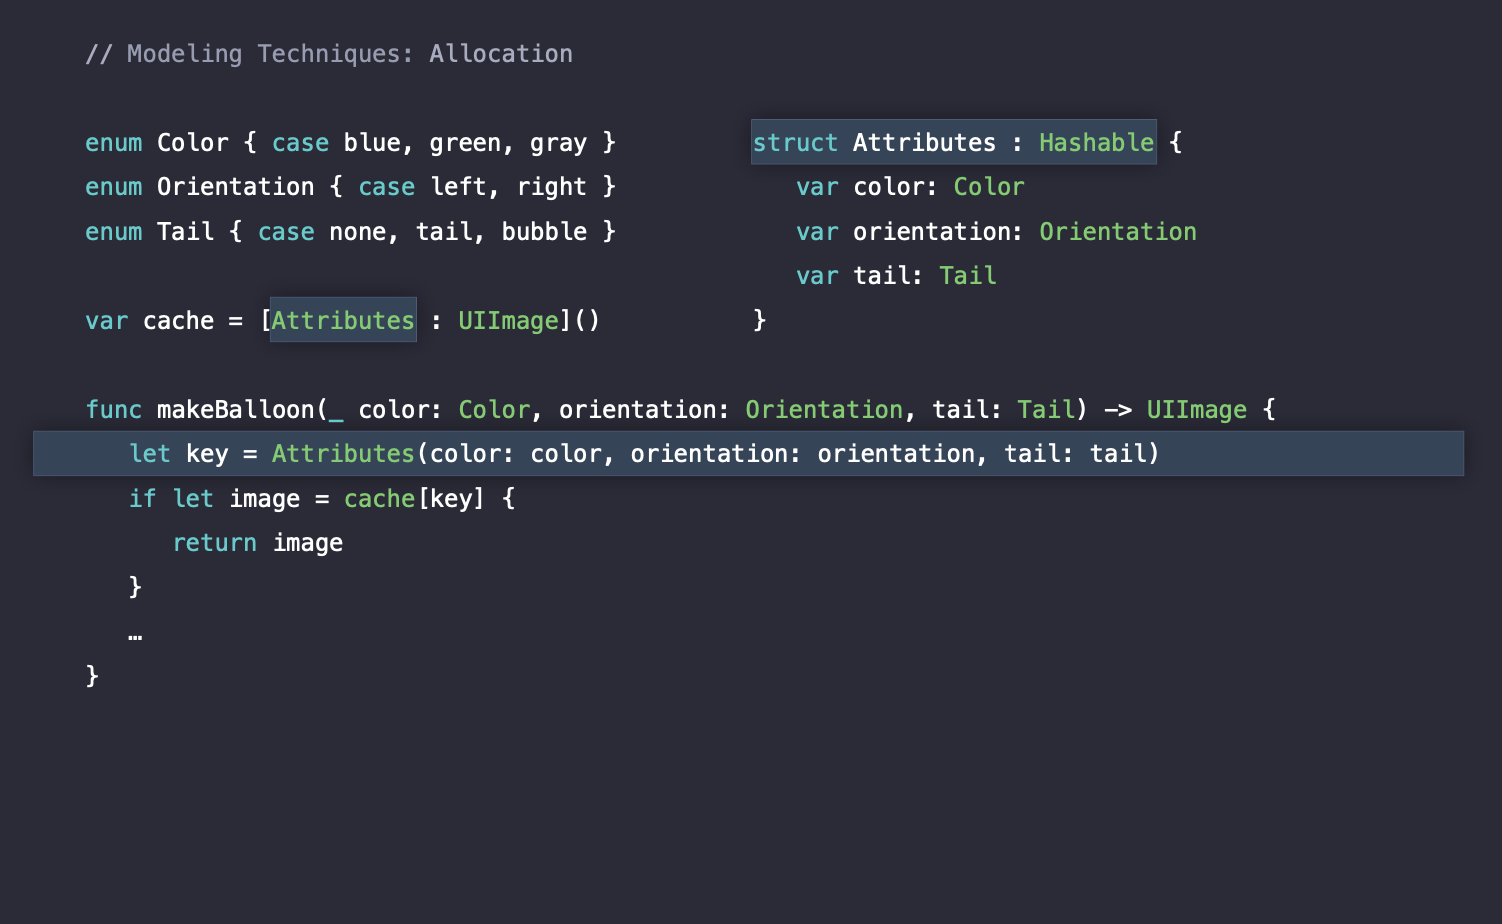 // Modeling Techniques: Allocation
enum Color { case blue, green, gray }
enum Orientation { case left, right }
enum Tail { case none, tail, bubble }
var cache = [Attributes : UIImage]()
struct Attributes : Hashable {
var color: Color
var orientation: Orientation
var tail: Tail
}
func makeBalloon(_ color: Color, orientation: Orientation, tail: Tail) -> UIImage {
let key = Attributes(color: color, orientation: orientation, tail: tail)
if let image = cache[key] {
return image
}
…
}